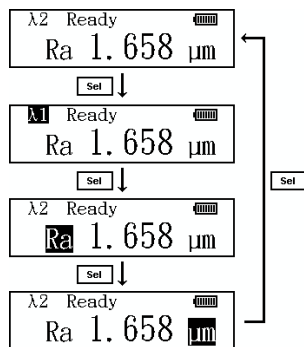 λ2 Ready
Ra 1.658 μm
Sel
λ1 Ready
Ra 1.658 μm
Sel
Sel
λ2 Ready
Ra 1.658 μm
Sel
λ2 Ready
Ra 1.658 μm